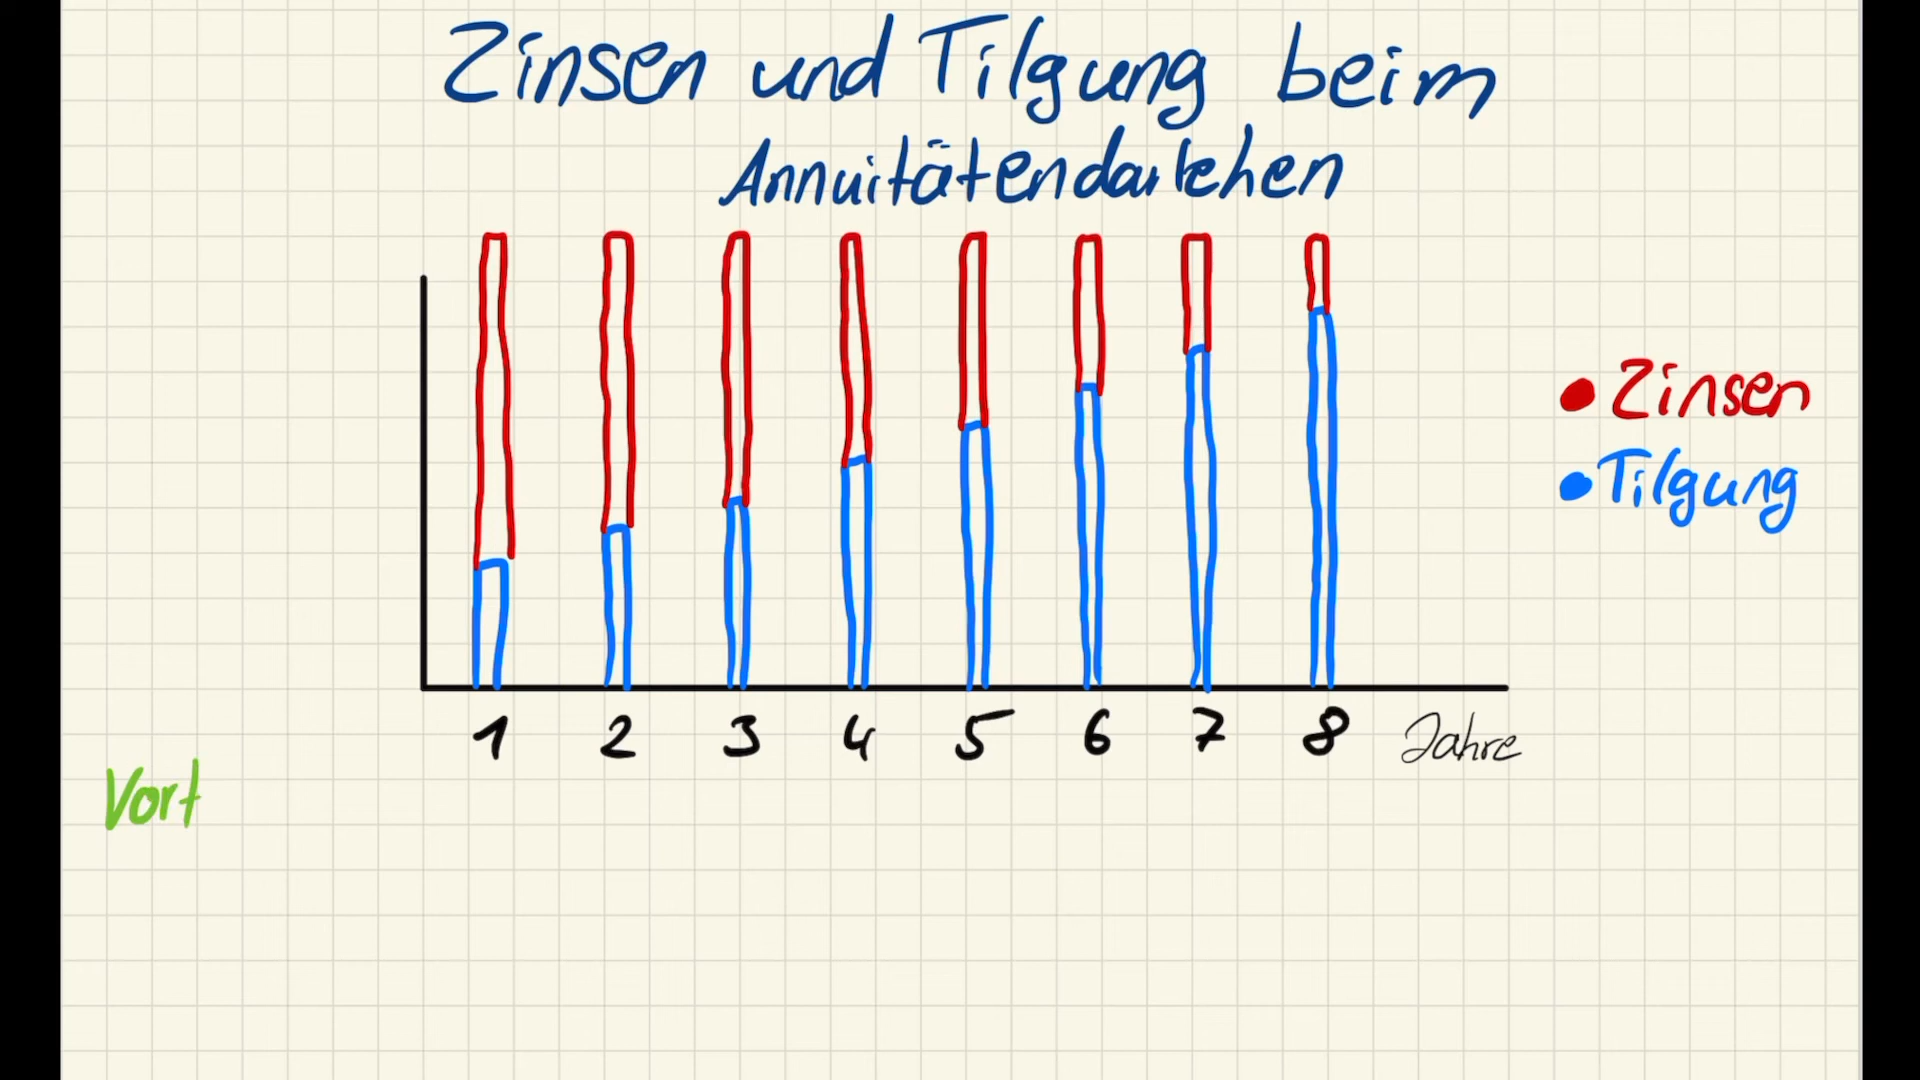 Zinsen und Tilgung beim
Annuitätendarlehen
Zinsen
Tilgung
1 2 3 4 5 6 7 8 Jahre
Vort